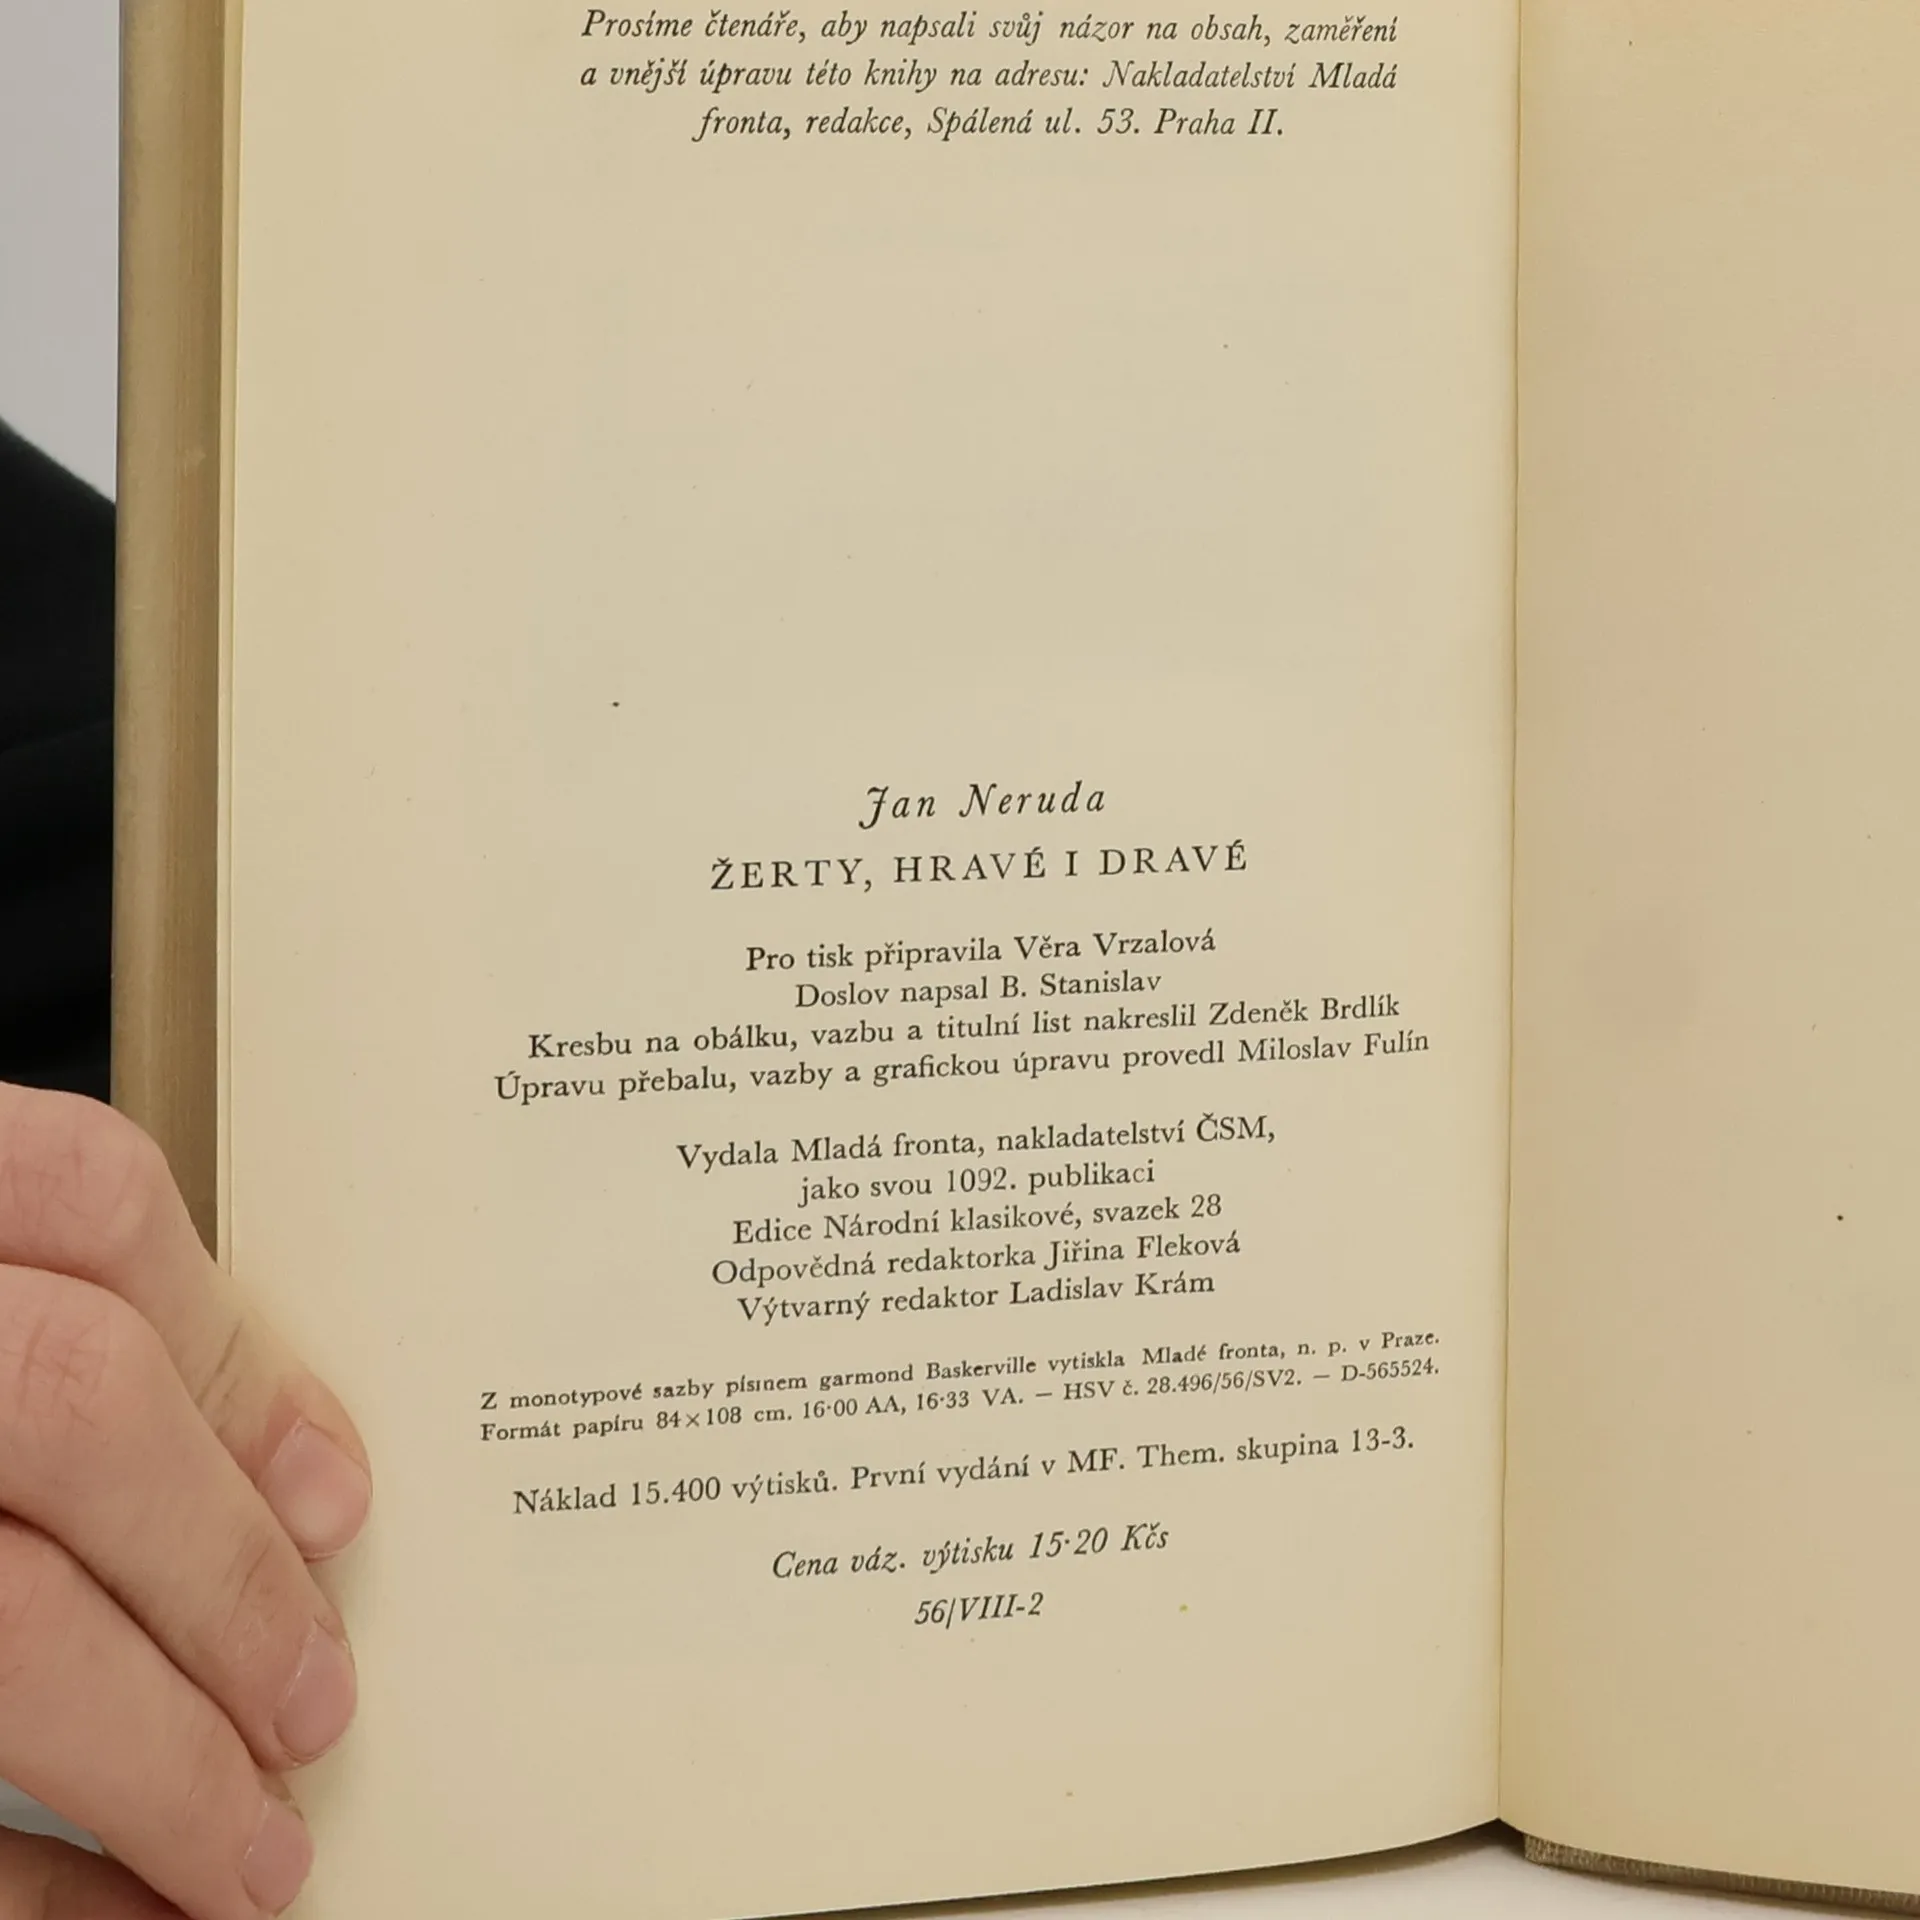 Prosíme čtenáře, aby napsali svůj názor na obsah, zaměření
a vnější úpravu této knihy na adresu: Nakladatelství Mladá
fronta, redakce, Spálená ul. 53. Praha II.
Jan Neruda
ŽERTY, HRAVÉ I DRAVÉ
Pro tisk připravila Věra Vrzalová
Doslov napsal B. Stanislav
Kresbu na obálku, vazbu a titulní list nakreslil Zdeněk Brdlík
Úpravu přebalu, vazby a grafickou úpravu provedl Miloslav Fulín
Vydala Mladá fronta, nakladatelství ČSM,
jako svou 1092. publikaci
Edice Národní klasikové, svazek 28
Odpovědná redaktorka Jiřina Fleková
Výtvarný redaktor Ladislav Krám
Z monotypové sazby písmem garmond Baskerville vytiskla Mladé fronta, n. p. v Praze.
Formát papíru 84×108 cm. 16·00 AA, 16·33 VA. — HSV č. 28.496/56/SV2. — D-565524.
Náklad 15.400 výtisků. První vydání v MF. Them. skupina 13-3.
Cena váz. výtisku 15·20 Kčs
56/VIII-2